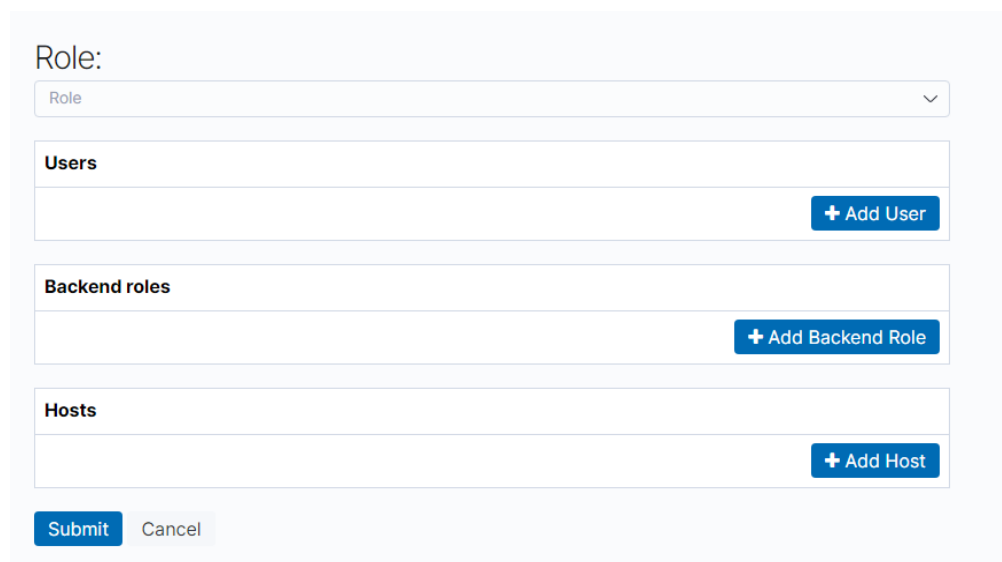 Role:
Role
Users
Add User
Backend roles
Add Backend Role
Hosts
Add Host
Submit Cancel